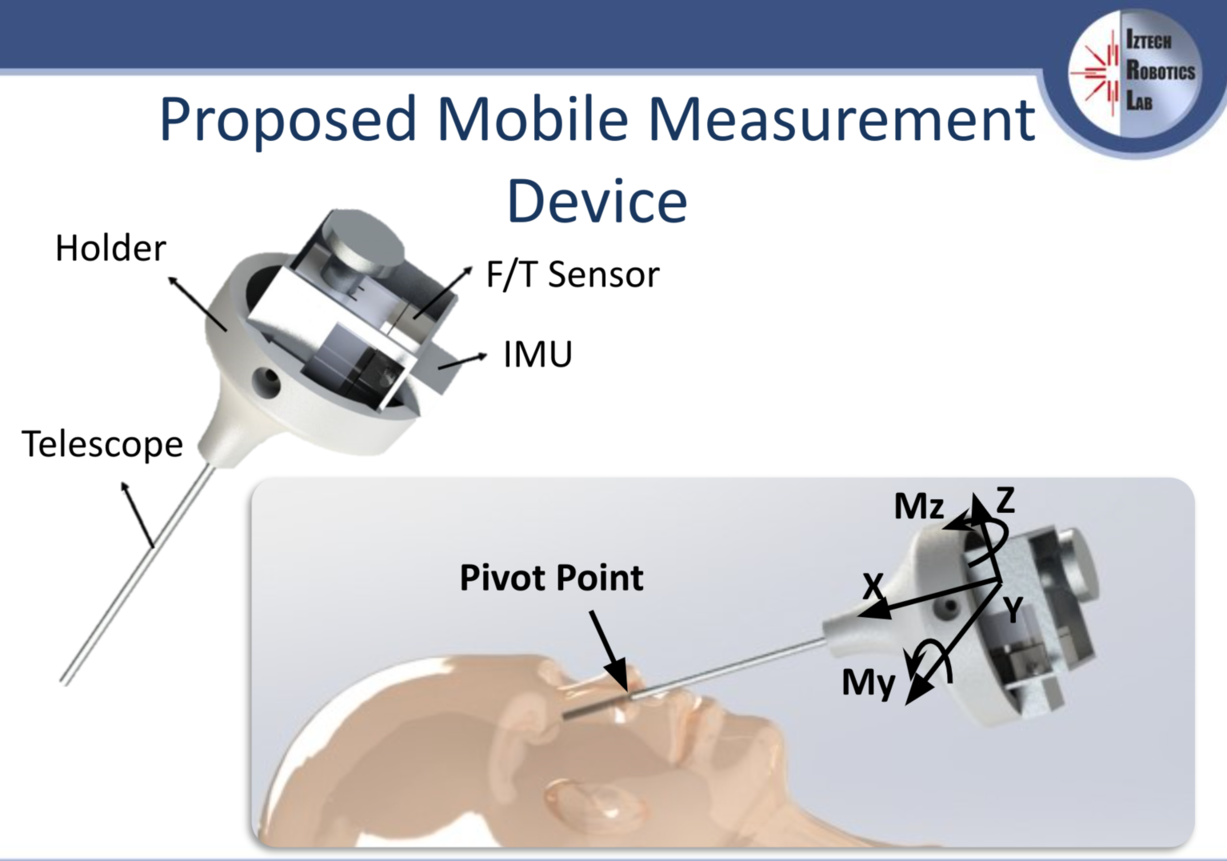 IZTECH
ROBOTICS
LAB
Proposed Mobile Measurement
Device
Holder
F/T Sensor
IMU
Telescope
Mz
Z
Pivot Point
X
Y
My